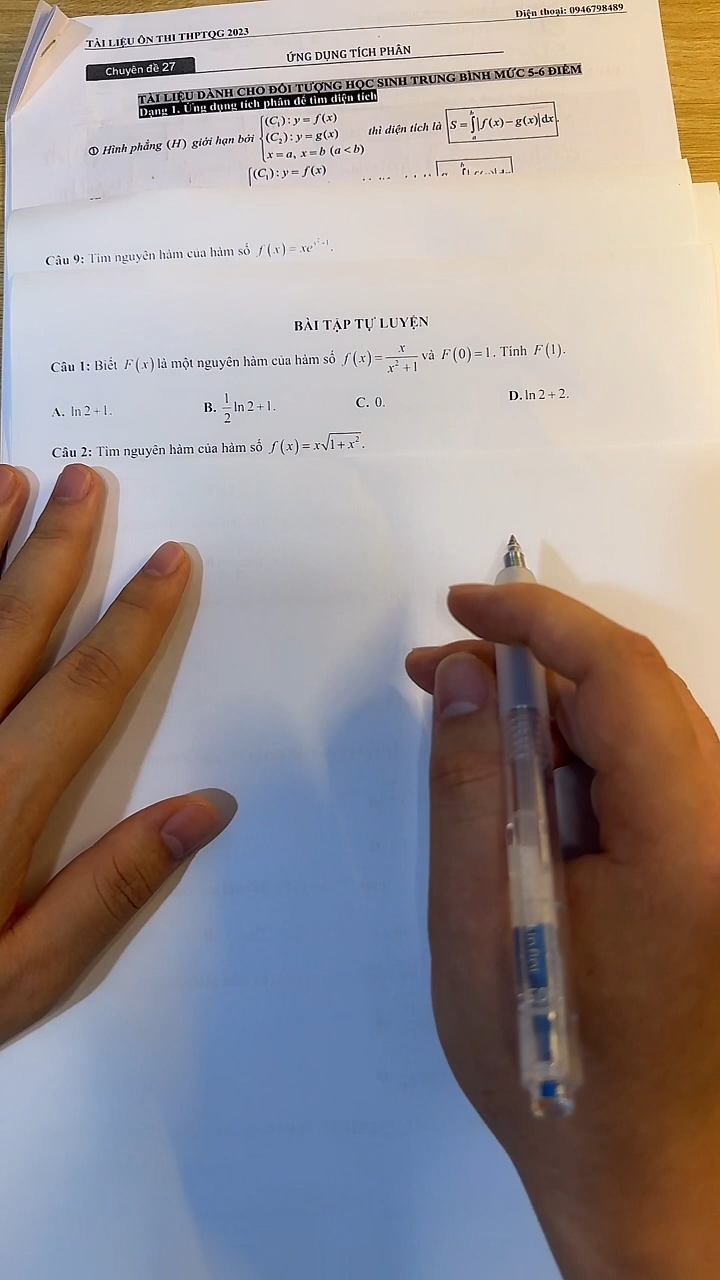 TÀI LIỆU ÔN THI THPTQG 2023
Điện thoại: 0946798489
Chuyên đề 27
ỨNG DỤNG TÍCH PHÂN
TÀI LIỆU DÀNH CHO ĐỐI TƯỢNG HỌC SINH TRUNG BÌNH MỨC 5-6 ĐIỂM
Dạng 1. Ứng dụng tích phân để tìm diện tích
① Hình phẳng (H) giới hạn bởi { (C₁): y = f(x) (C₂): y = g(x) x = a, x = b (a < b) thì diện tích là S = ∫ₐᵇ |f(x) − g(x)| dx.
(C₁): y = f(x)
Câu 9: Tìm nguyên hàm của hàm số f(x) = xe^(x²+1).
BÀI TẬP TỰ LUYỆN
Câu 1: Biết F(x) là một nguyên hàm của hàm số f(x) = x/(x² + 1) và F(0) = 1. Tính F(1).
A. ln 2 + 1. B. 1/2 ln 2 + 1. C. 0. D. ln 2 + 2.
Câu 2: Tìm nguyên hàm của hàm số f(x) = x√(1 + x²).